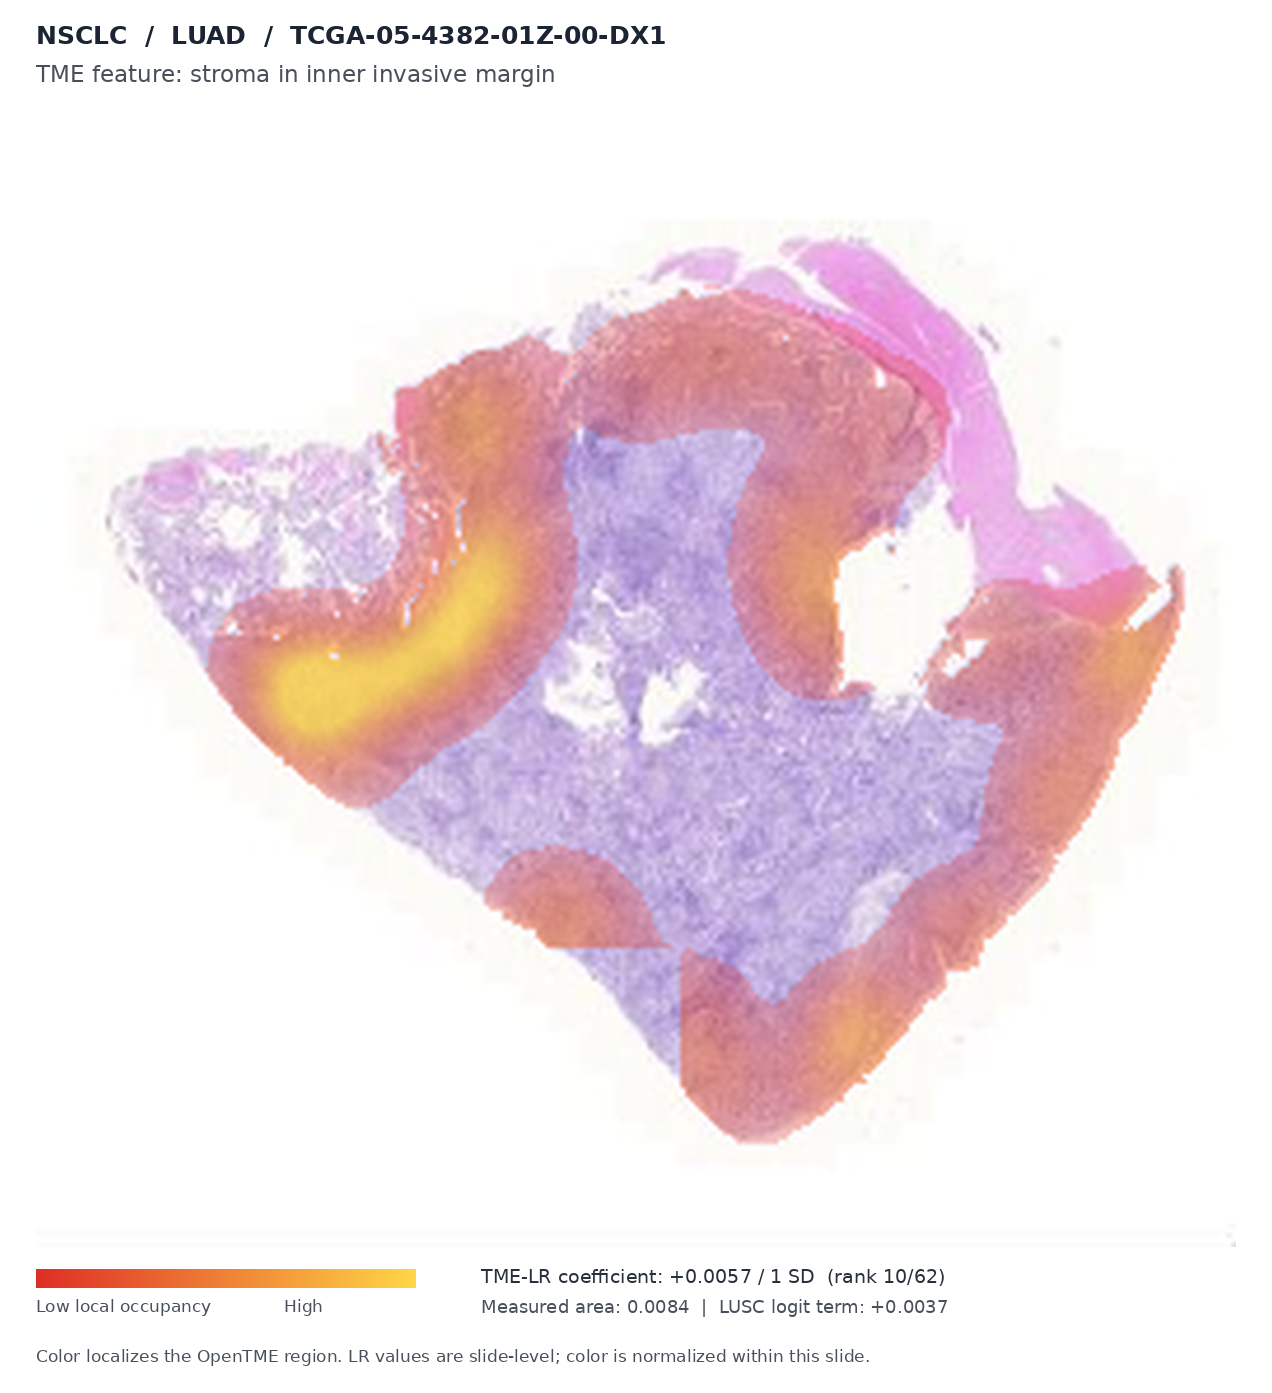 NSCLC / LUAD / TCGA-05-4382-01Z-00-DX1
TME feature: stroma in inner invasive margin
TME-LR coefficient: +0.0057 / 1 SD (rank 10/62)
Low local occupancy High
Measured area: 0.0084 | LUSC logit term: +0.0037
Color localizes the OpenTME region. LR values are slide-level; color is normalized within this slide.